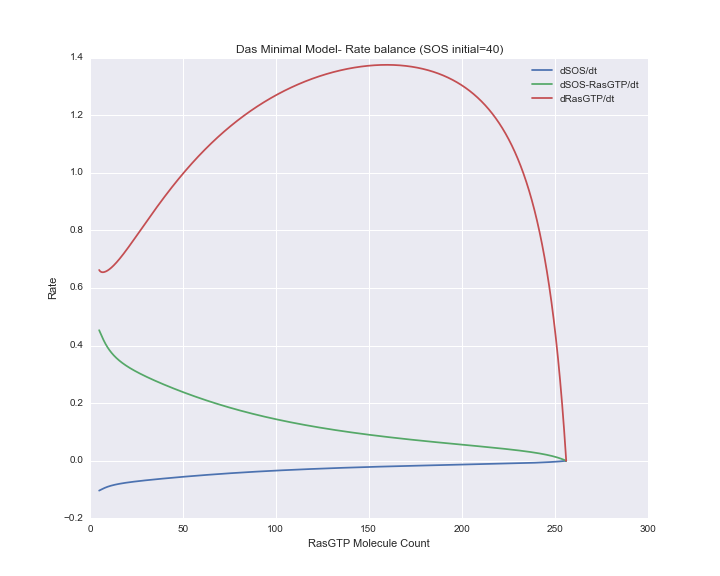 Das Minimal Model- Rate balance (SOS initial=40)
1.4
1.2
1.0
0.8
0.6
0.4
0.2
0.0
−0.2
Rate
dSOS/dt
dSOS-RasGTP/dt
dRasGTP/dt
0 50 100 150 200 250 300
RasGTP Molecule Count